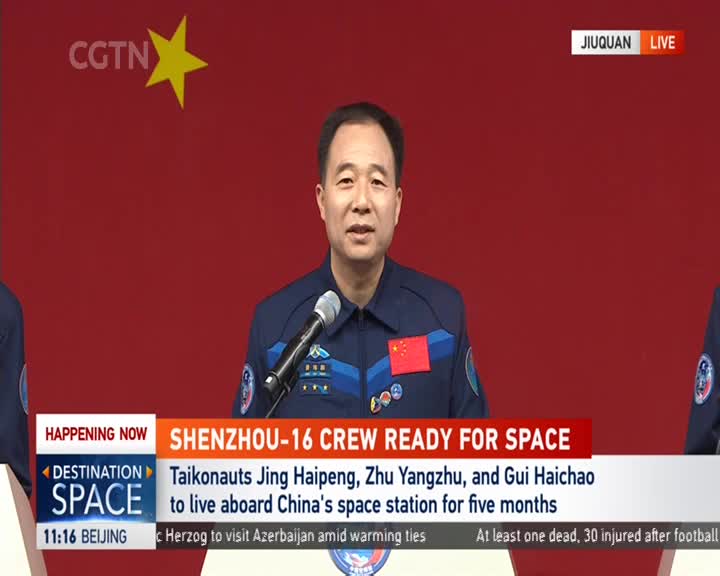 CGTN
JIUQUAN LIVE
HAPPENING NOW
SHENZHOU-16 CREW READY FOR SPACE
DESTINATION
SPACE
Taikonauts Jing Haipeng, Zhu Yangzhu, and Gui Haichao
to live aboard China's space station for five months
11:16 BEIJING
c Herzog to visit Azerbaijan amid warming ties At least one dead, 30 injured after football